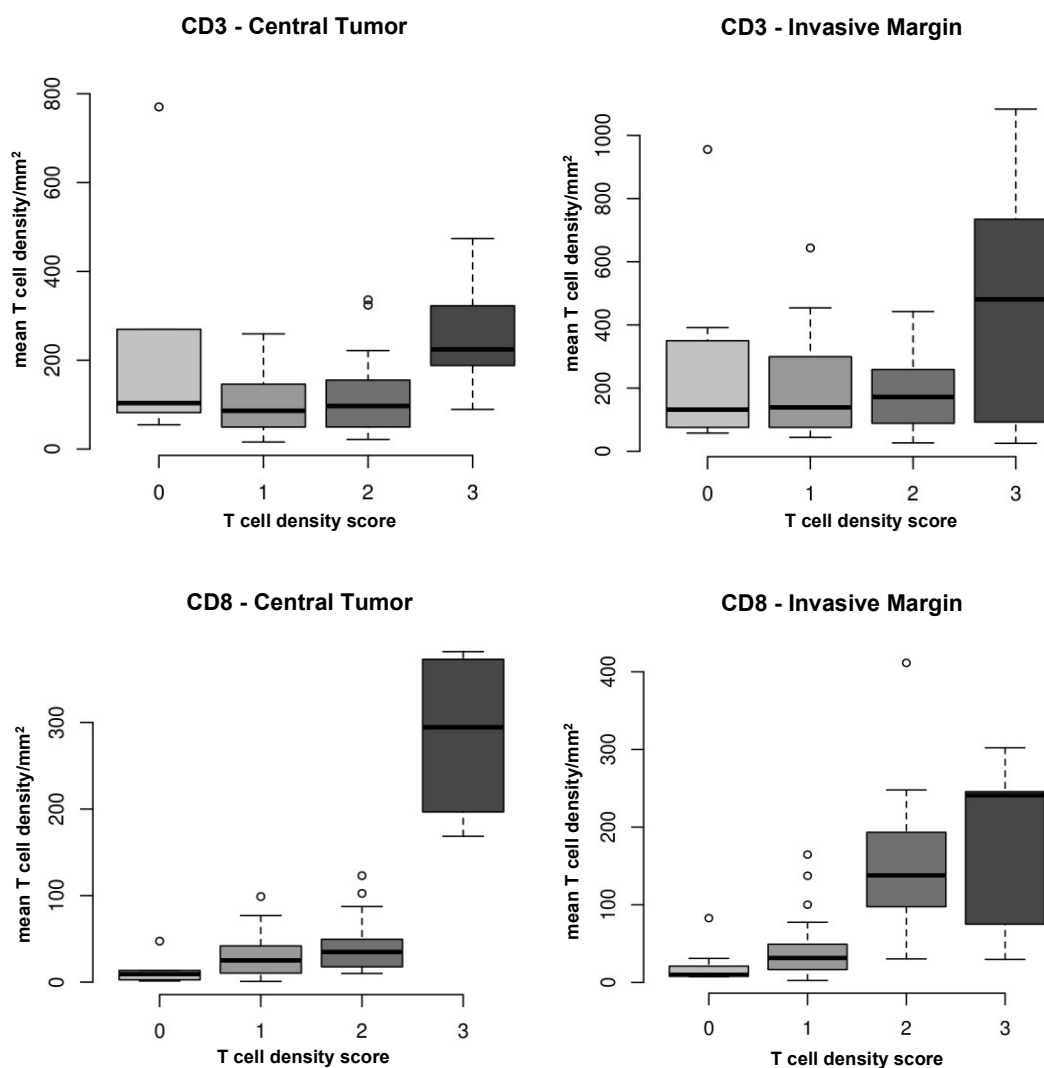 CD3 - Central Tumor
mean T cell density/mm²
800
600
400
200
0
0 1 2 3
T cell density score
CD3 - Invasive Margin
mean T cell density/mm²
1000
800
600
400
200
0
0 1 2 3
T cell density score
CD8 - Central Tumor
mean T cell density/mm²
300
200
100
0
0 1 2 3
T cell density score
CD8 - Invasive Margin
mean T cell density/mm²
400
300
200
100
0
0 1 2 3
T cell density score